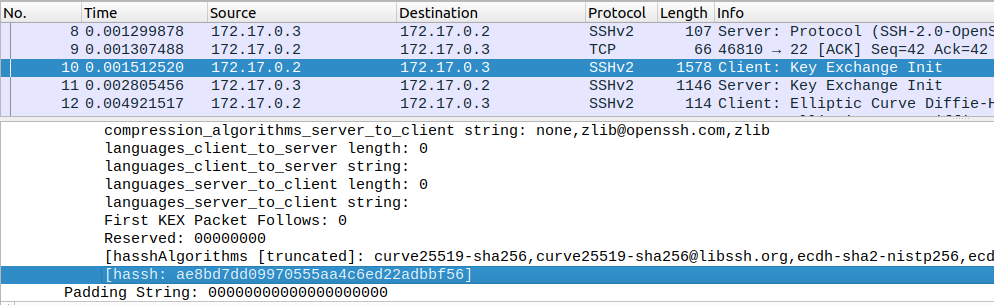 No. Time Source Destination Protocol Length Info
8 0.001299878 172.17.0.3 172.17.0.2 SSHv2 107 Server: Protocol (SSH-2.0-OpenS
9 0.001307488 172.17.0.2 172.17.0.3 TCP 66 46810 → 22 [ACK] Seq=42 Ack=42
10 0.001512520 172.17.0.2 172.17.0.3 SSHv2 1578 Client: Key Exchange Init
11 0.002805456 172.17.0.3 172.17.0.2 SSHv2 1146 Server: Key Exchange Init
12 0.004921517 172.17.0.2 172.17.0.3 SSHv2 114 Client: Elliptic Curve Diffie-H
compression_algorithms_server_to_client string: none,zlib@openssh.com,zlib
languages_client_to_server length: 0
languages_client_to_server string:
languages_server_to_client length: 0
languages_server_to_client string:
First KEX Packet Follows: 0
Reserved: 00000000
[hasshAlgorithms [truncated]: curve25519-sha256,curve25519-sha256@libssh.org,ecdh-sha2-nistp256,ecd
[hassh: ae8bd7dd09970555aa4c6ed22adbbf56]
Padding String: 00000000000000000000